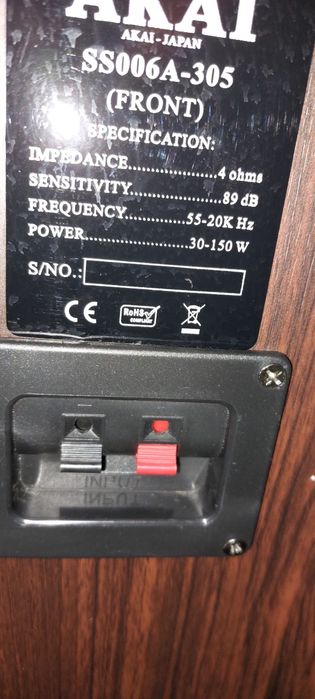 AKAI
AKAI - JAPAN
SS006A-305
(FRONT)
SPECIFICATION:
IMPEDANCE....................4 ohms
SENSITIVITY....................89 dB
FREQUENCY............55-20K Hz
POWER........................30-150 W
S/NO.:
CE
RoHS
COMPLIANT
INPUT